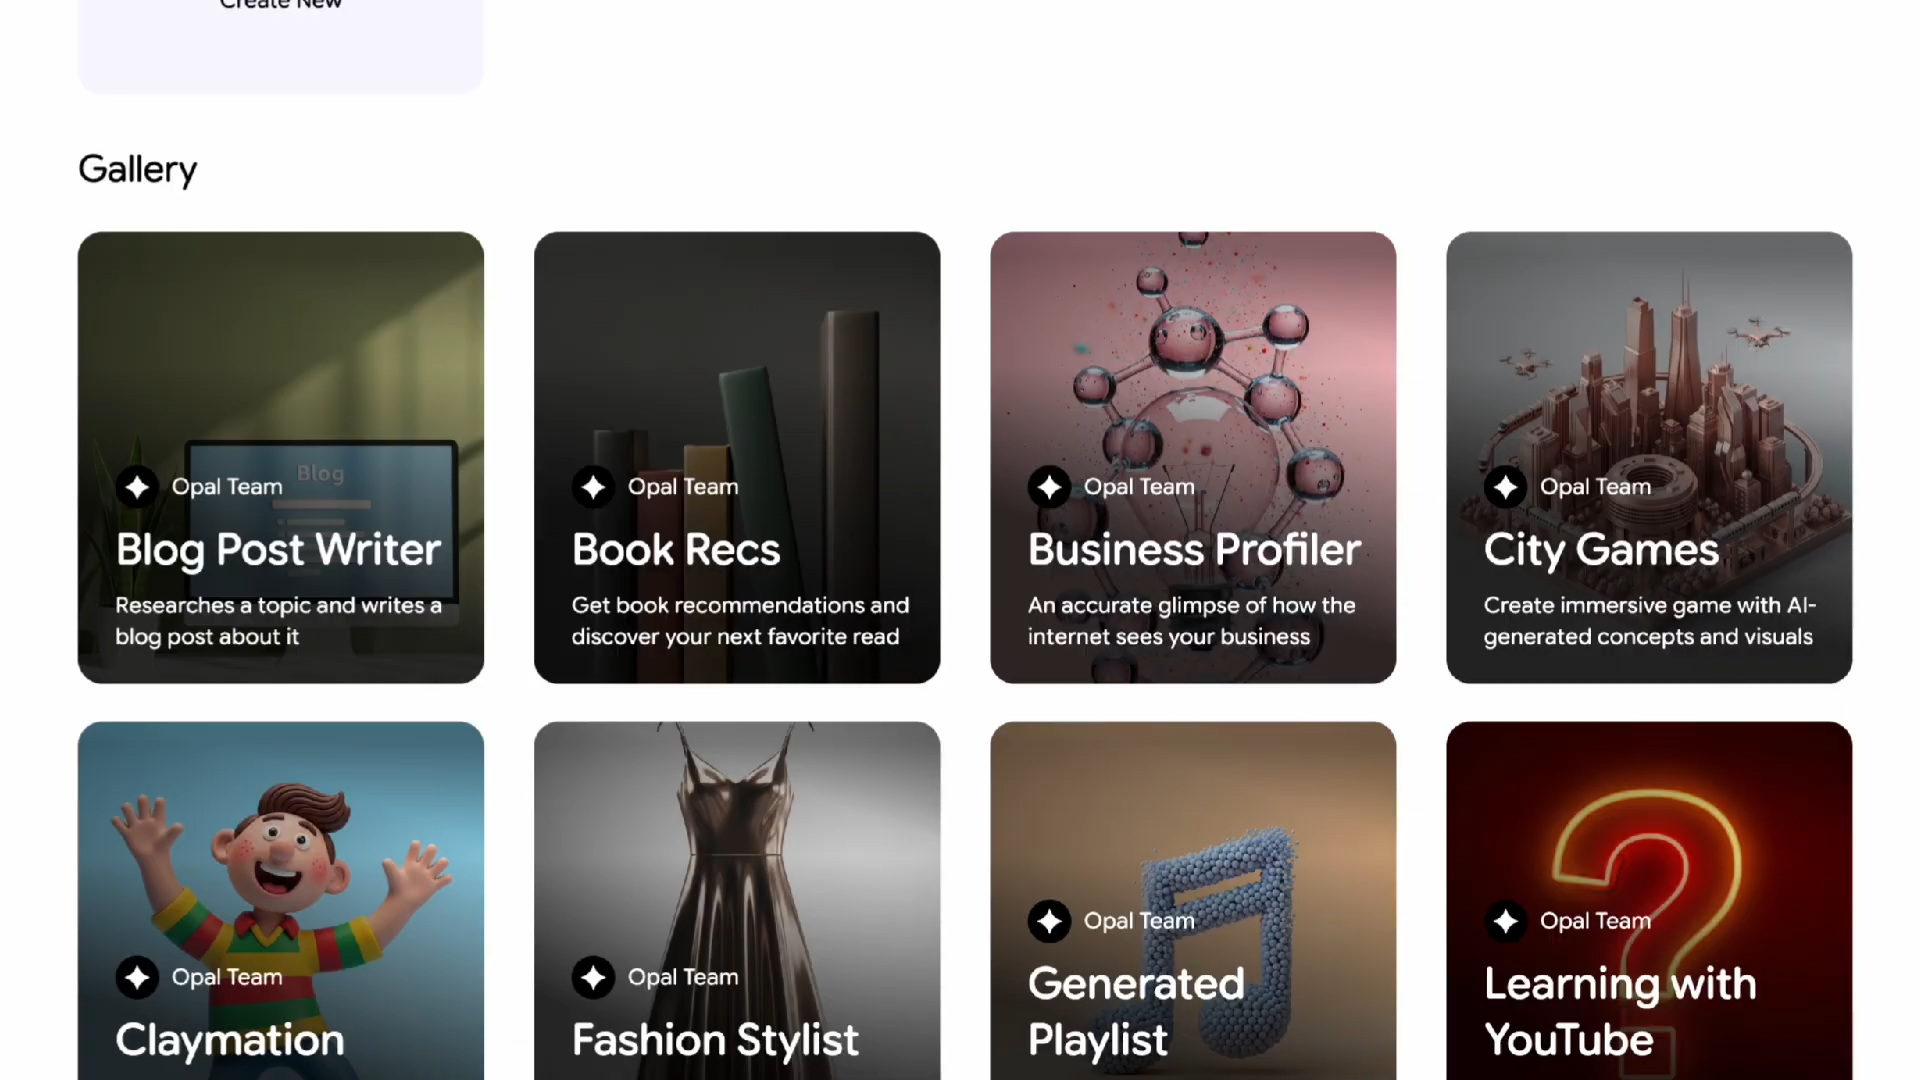 Create New
Gallery
Blog
Opal Team
Blog Post Writer
Researches a topic and writes a
blog post about it
Opal Team
Book Recs
Get book recommendations and
discover your next favorite read
Opal Team
Business Profiler
An accurate glimpse of how the
internet sees your business
Opal Team
City Games
Create immersive game with AI-
generated concepts and visuals
Opal Team
Claymation
Opal Team
Fashion Stylist
Opal Team
Generated
Playlist
Opal Team
Learning with
YouTube